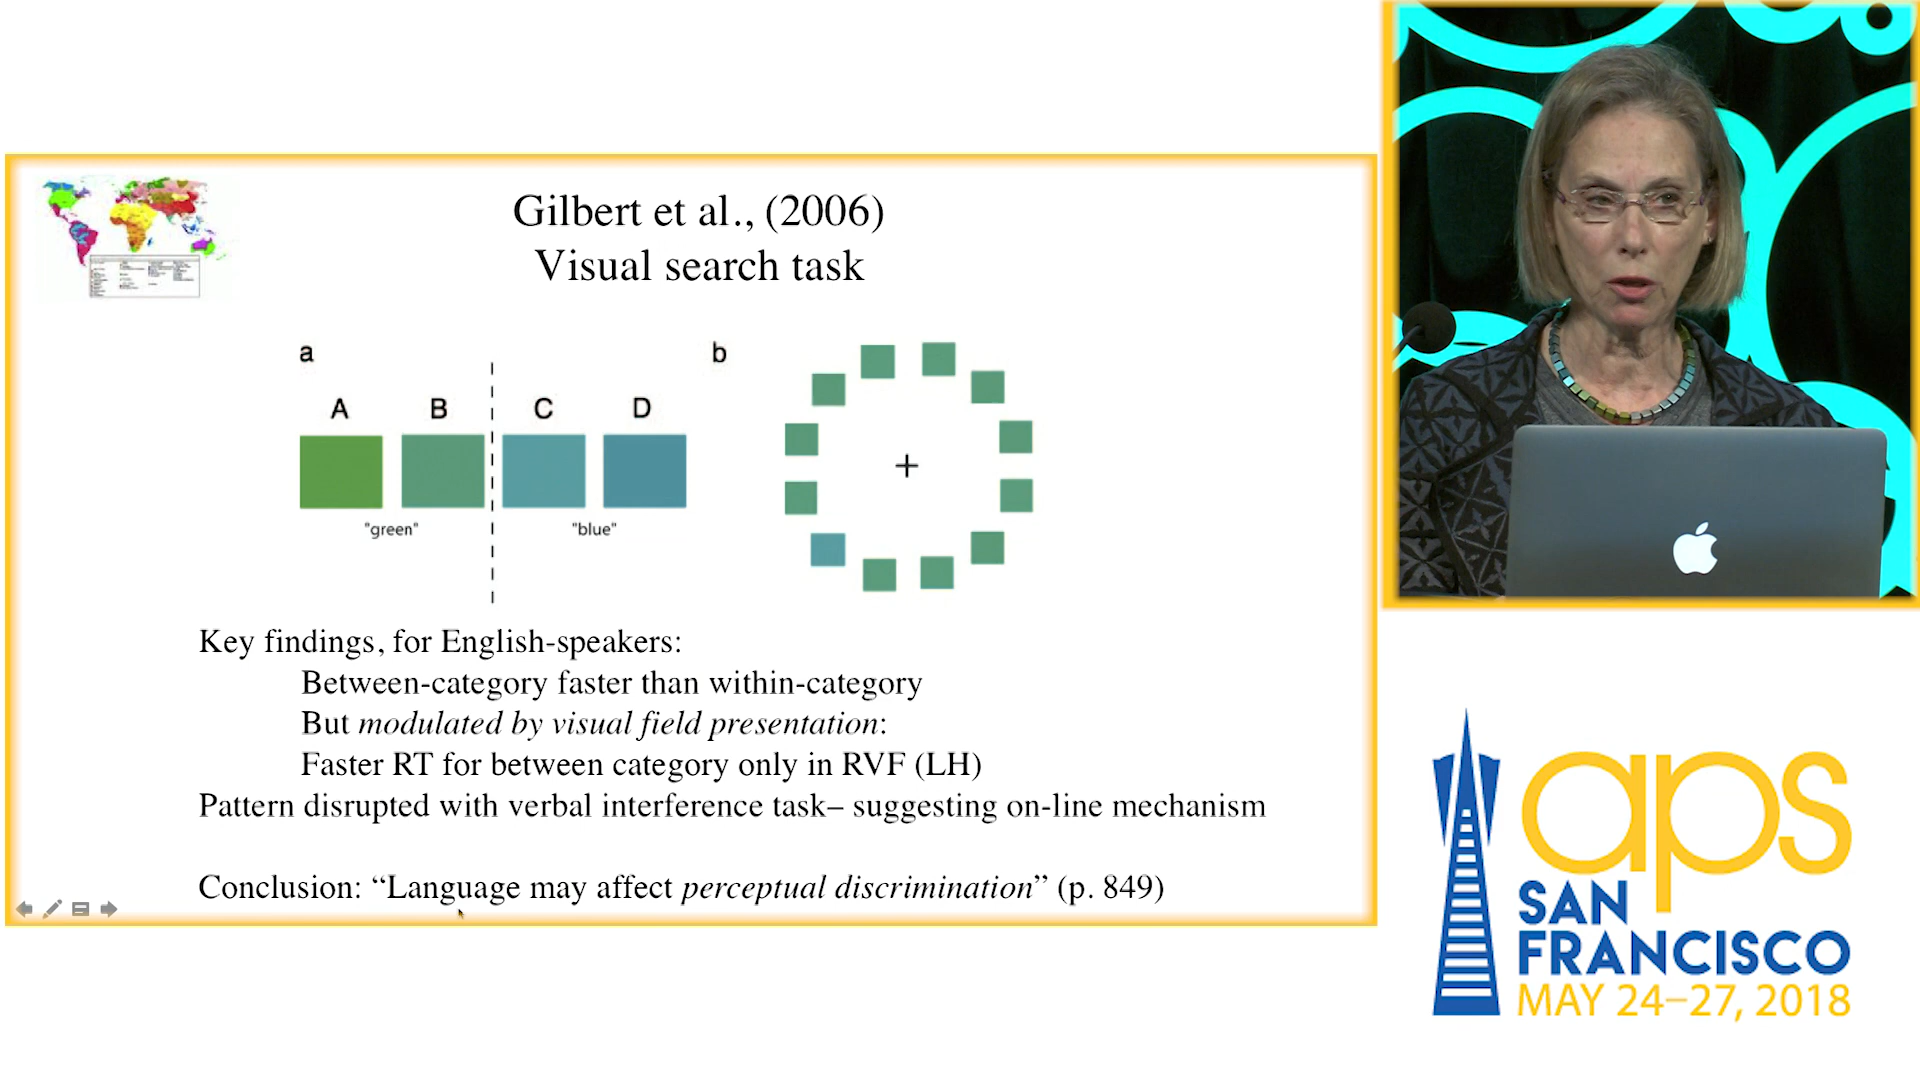 Gilbert et al., (2006)
Visual search task
a
b
A B C D
"green" "blue"
+
Key findings, for English-speakers:
Between-category faster than within-category
But modulated by visual field presentation:
Faster RT for between category only in RVF (LH)
Pattern disrupted with verbal interference task– suggesting on-line mechanism
Conclusion: “Language may affect perceptual discrimination” (p. 849)
aps
SAN
FRANCISCO
MAY 24–27, 2018